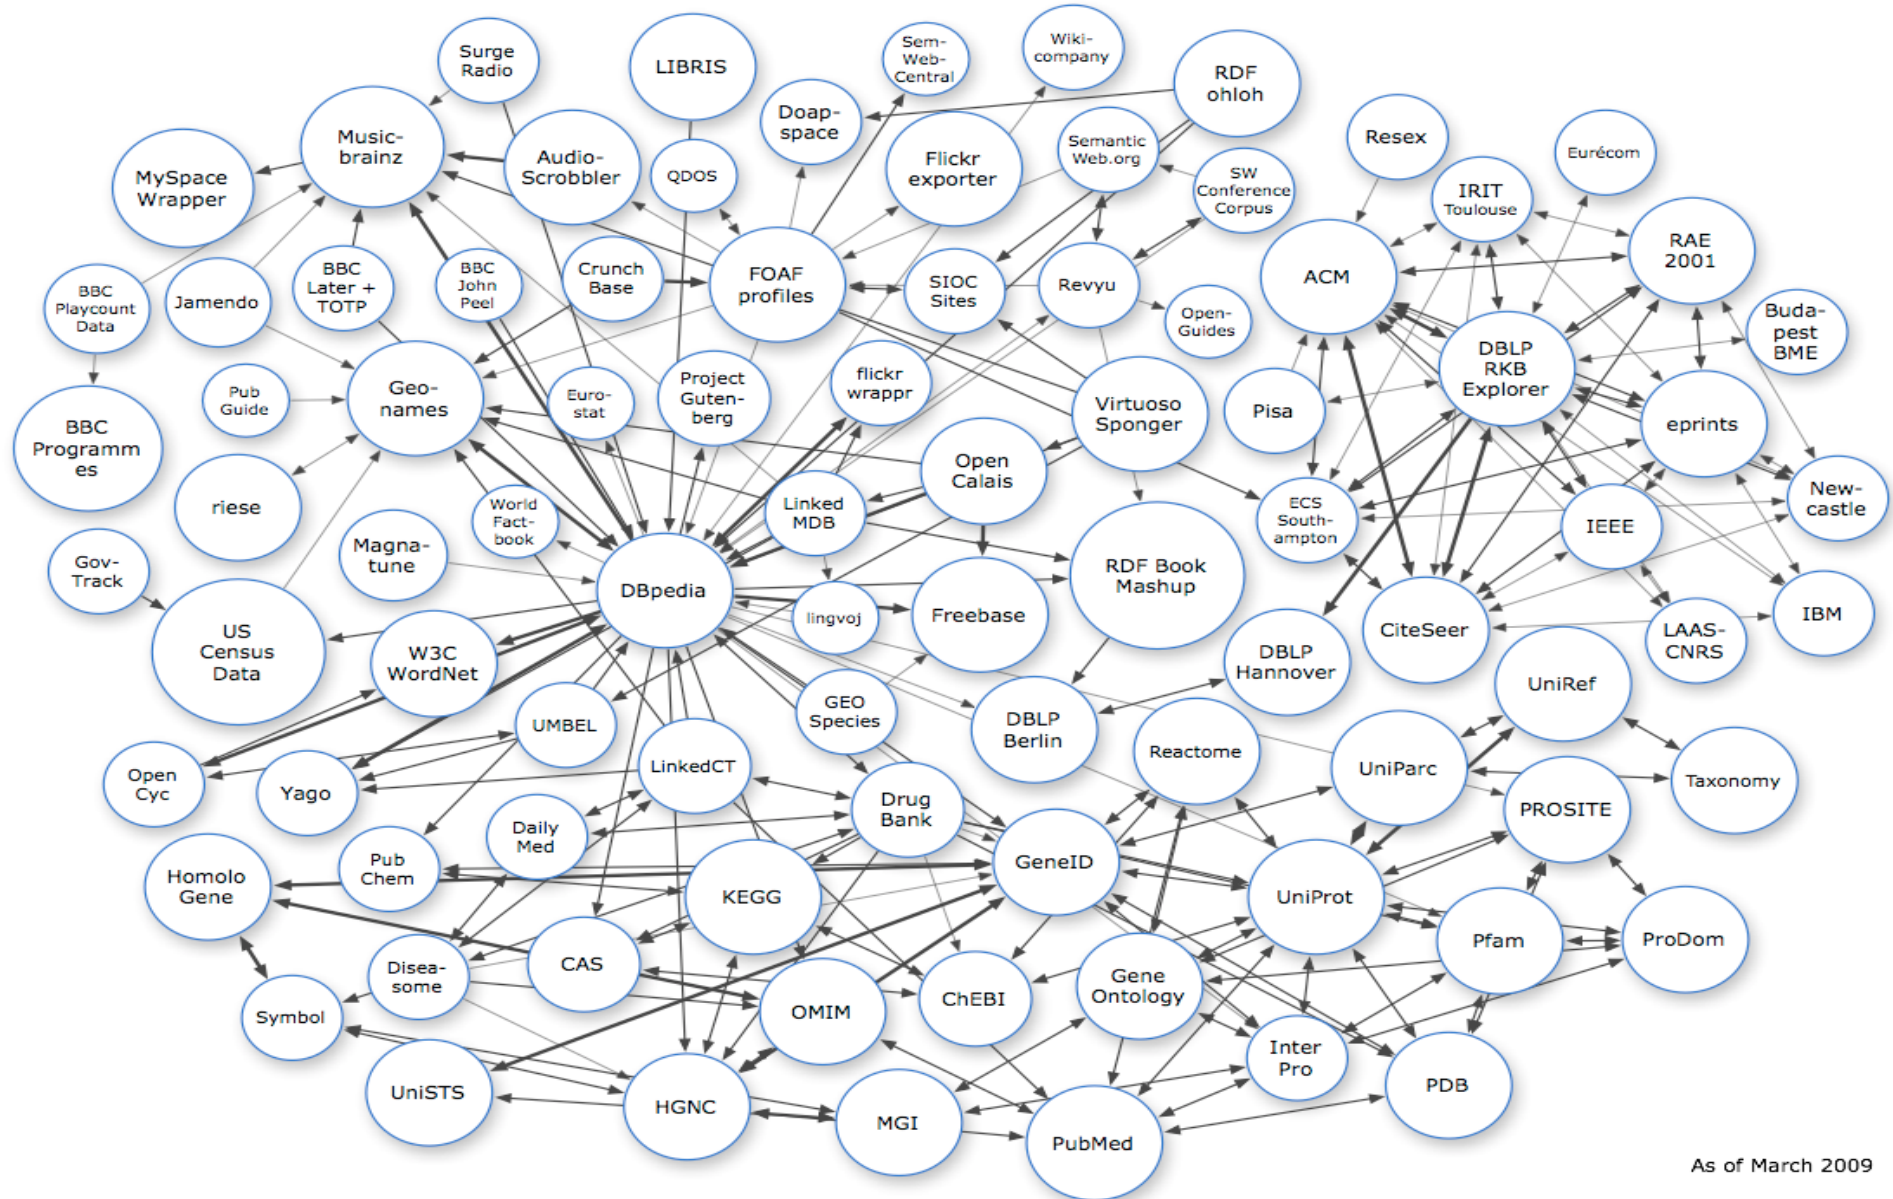 Surge
Radio
LIBRIS
Sem-
Web-
Central
Wiki-
company
RDF
ohloh
Doap-
space
Music-
brainz
Audio-
Scrobbler
QDOS
Flickr
exporter
Semantic
Web.org
SW
Conference
Corpus
Resex
Eurécom
IRIT
Toulouse
MySpace
Wrapper
RAE
2001
ACM
BBC
Playcount
Data
Jamendo
BBC
Later +
TOTP
BBC
John
Peel
Crunch
Base
FOAF
profiles
SIOC
Sites
Revyu
Open-
Guides
Buda-
pest
BME
DBLP
RKB
Explorer
Pub
Guide
Geo-
names
Euro-
stat
Project
Guten-
berg
flickr
wrappr
Virtuoso
Sponger
Pisa
eprints
BBC
Programm
es
riese
World
Fact-
book
Linked
MDB
Open
Calais
ECS
South-
ampton
IEEE
New-
castle
Gov-
Track
Magna-
tune
DBpedia
lingvoj
Freebase
RDF Book
Mashup
CiteSeer
LAAS-
CNRS
IBM
US
Census
Data
W3C
WordNet
DBLP
Hannover
UniRef
UMBEL
GEO
Species
DBLP
Berlin
Reactome
UniParc
Taxonomy
Open
Cyc
Yago
LinkedCT
Drug
Bank
PROSITE
Daily
Med
Homolo
Gene
Pub
Chem
KEGG
GeneID
UniProt
Pfam
ProDom
Disea-
some
CAS
OMIM
ChEBI
Gene
Ontology
Symbol
Inter
Pro
PDB
UniSTS
HGNC
MGI
PubMed
As of March 2009